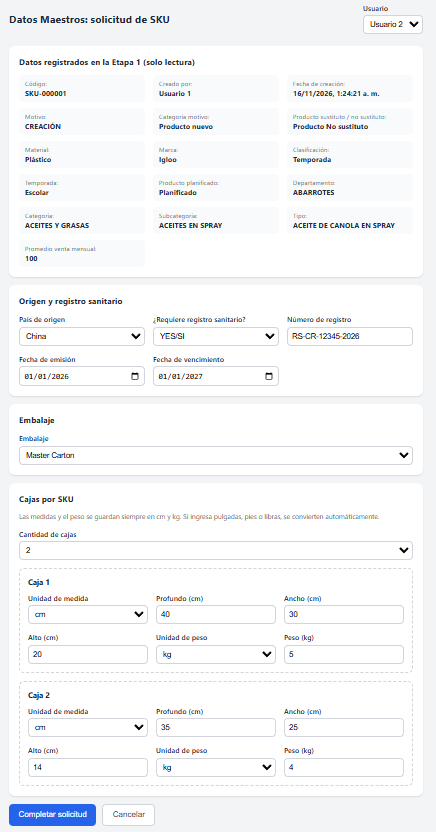 Usuario
Datos Maestros: solicitud de SKU
Usuario 2
Datos registrados en la Etapa 1 (solo lectura)
Código: Creado por: Fecha de creación:
SKU-000001 Usuario 1 16/11/2026, 1:24:21 a. m.
Motivo: Categoría motivo: Producto sustituto / no sustituto:
CREACIÓN Producto nuevo Producto No sustituto
Material: Marca: Clasificación:
Plástico Igloo Temporada
Temporada: Producto planificado: Departamento:
Escolar Planificado ABARROTES
Categoría: Subcategoría: Tipo:
ACEITES Y GRASAS ACEITES EN SPRAY ACEITE DE CANOLA EN SPRAY
Promedio venta mensual:
100
Origen y registro sanitario
País de origen ¿Requiere registro sanitario? Número de registro
China YES/SI RS-CR-12345-2026
Fecha de emisión Fecha de vencimiento
01/01/2026 01/01/2027
Embalaje
Embalaje
Master Carton
Cajas por SKU
Las medidas y el peso se guardan siempre en cm y kg. Si ingresa pulgadas, pies o libras, se convierten automáticamente.
Cantidad de cajas
2
Caja 1
Unidad de medida Profundo (cm) Ancho (cm)
cm 40 30
Alto (cm) Unidad de peso Peso (kg)
20 kg 5
Caja 2
Unidad de medida Profundo (cm) Ancho (cm)
cm 35 25
Alto (cm) Unidad de peso Peso (kg)
14 kg 4
Completar solicitud Cancelar